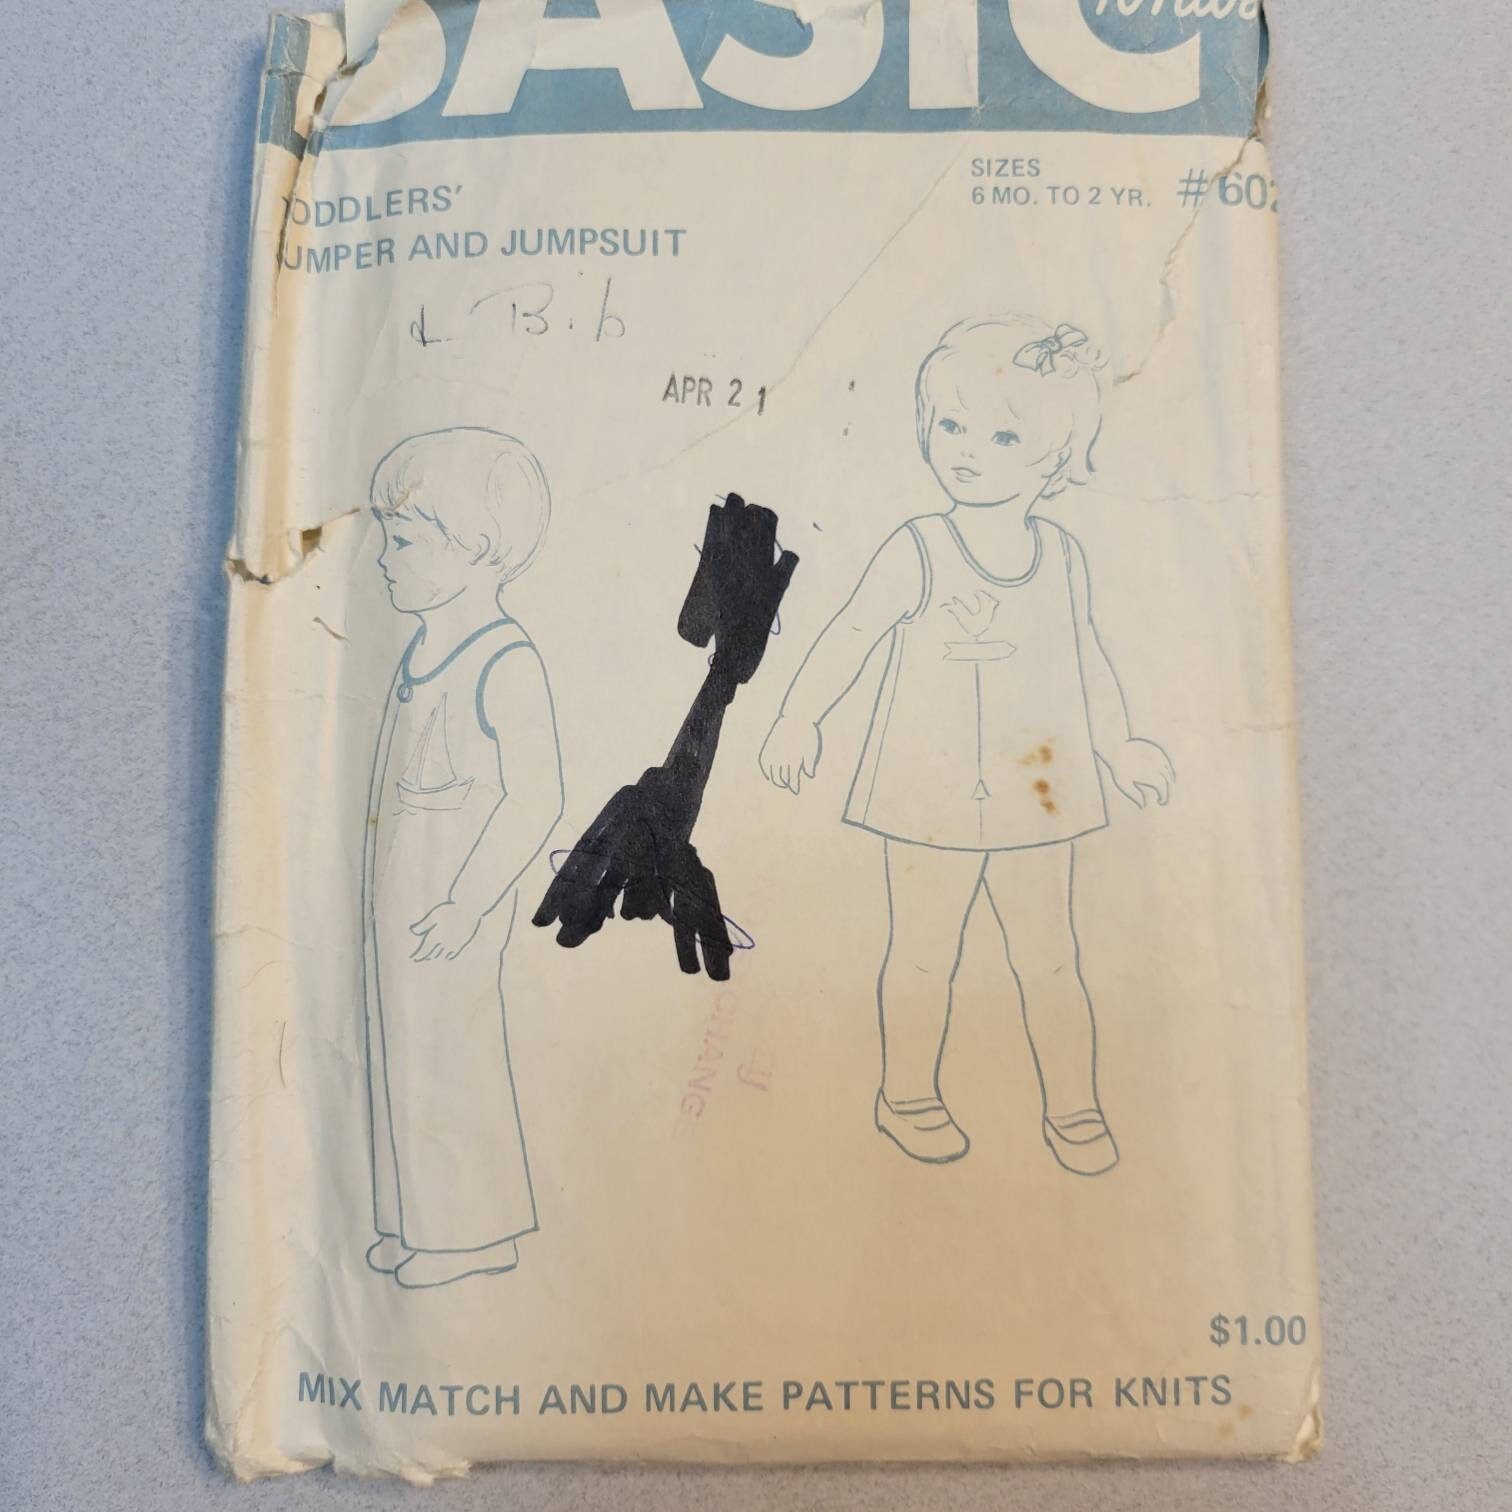 BASIC
SIZES
6 MO. TO 2 YR. #602
ODDLERS'
UMPER AND JUMPSUIT
& Bib
APR 21
CHANGE
$1.00
MIX MATCH AND MAKE PATTERNS FOR KNITS